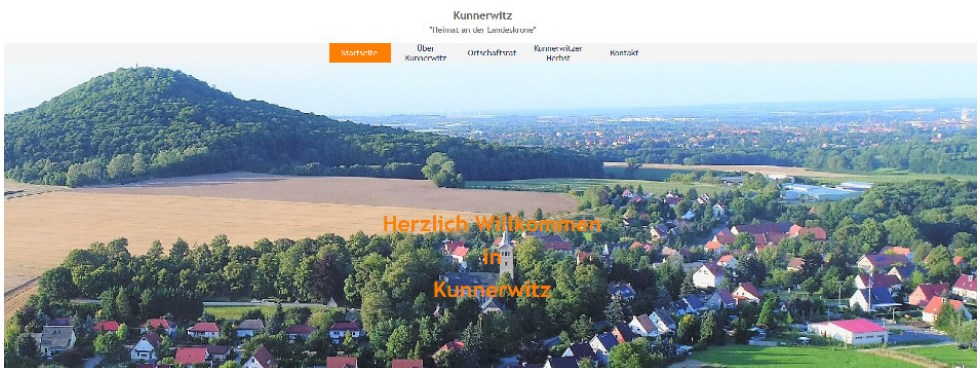 Kunnerwitz
"Heimat an der Landeskrone"
Startseite
Über
Kunnerwitz
Ortschaftsrat
Kunnerwitzer
Herbst
Kontakt
Herzlich Willkommen
in
Kunnerwitz